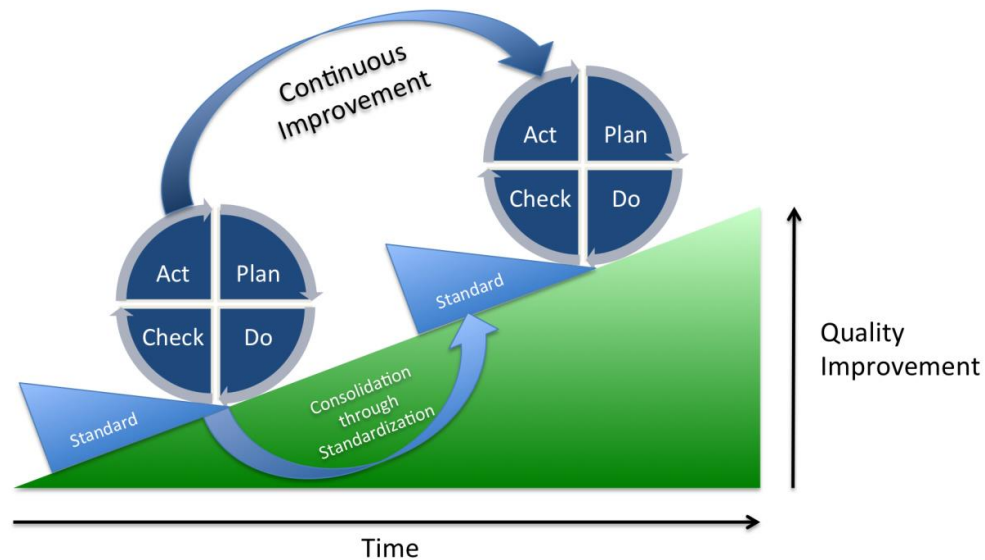 Continuous
Improvement
Act
Plan
Check
Do
Act
Plan
Check
Do
Standard
Standard
Consolidation
through
Standardization
Quality
Improvement
Time